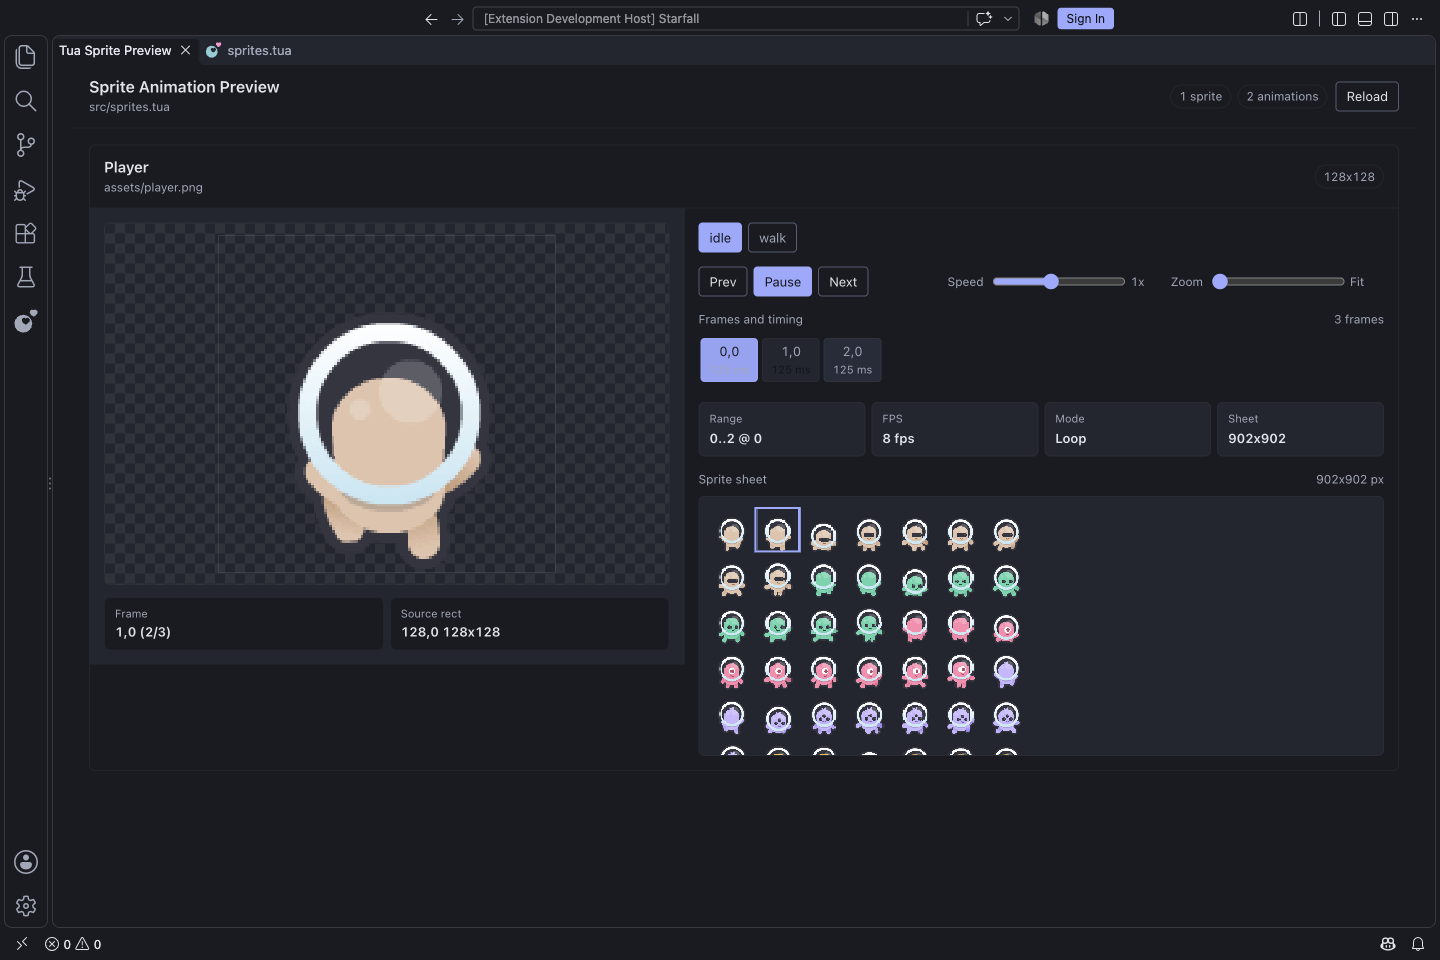 [Extension Development Host] Starfall
Sign In
Tua Sprite Preview
sprites.tua
Sprite Animation Preview
src/sprites.tua
1 sprite
2 animations
Reload
Player
assets/player.png
128x128
idle
walk
Prev
Pause
Next
Speed
1x
Zoom
Fit
Frames and timing
3 frames
0,0
1,0
125 ms
2,0
125 ms
Range
0..2 @ 0
FPS
8 fps
Mode
Loop
Sheet
902x902
Sprite sheet
902x902 px
Frame
1,0 (2/3)
Source rect
128,0 128x128
0
0